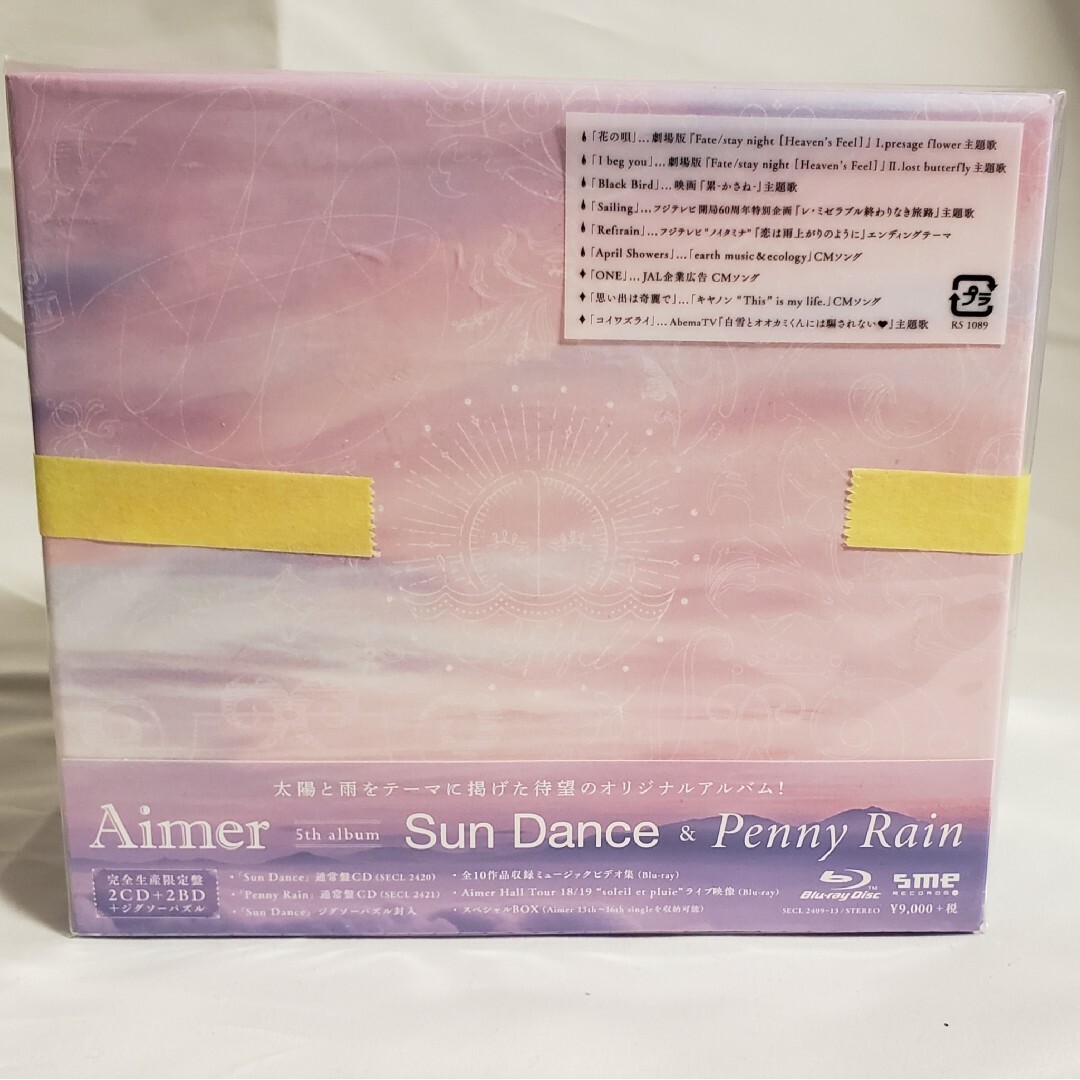 「花の唄」…劇場版『Fate/stay night [Heaven's Feel]』I.presage flower 主題歌
「I beg you」…劇場版『Fate/stay night [Heaven's Feel]』II.lost butterfly 主題歌
「Black Bird」…映画『累-かさね-』主題歌
「Sailing」…フジテレビ開局60周年特別企画『レ・ミゼラブル終わりなき旅路』主題歌
「Ref:rain」…フジテレビ"ノイタミナ"『恋は雨上がりのように』エンディングテーマ
「April Showers」…「earth music&ecology」CMソング
「ONE」…JAL企業広告 CMソング
「思い出は奇麗で」…「キヤノン "This" is my life.」CMソング
「コイワズライ」…AbemaTV『白雪とオオカミくんには騙されない♥』主題歌
プラ
RS 1089
太陽と雨をテーマに掲げた待望のオリジナルアルバム!
Aimer 5th album Sun Dance & Penny Rain
完全生産限定盤
2CD+2BD
+ジグソーパズル
・「Sun Dance」通常盤CD (SECL 2420)
・「Penny Rain」通常盤CD (SECL 2421)
・「Sun Dance」ジグソーパズル封入
・全10作品収録ミュージックビデオ集 (Blu-ray)
・Aimer Hall Tour 18/19 "soleil et pluie"ライブ映像 (Blu-ray)
・スペシャルBOX (Aimer 13th~16th singleを収納可能)
Blu-ray Disc TM
SECL 2409-13 / STEREO
sme
RECORDS
¥9,000+税